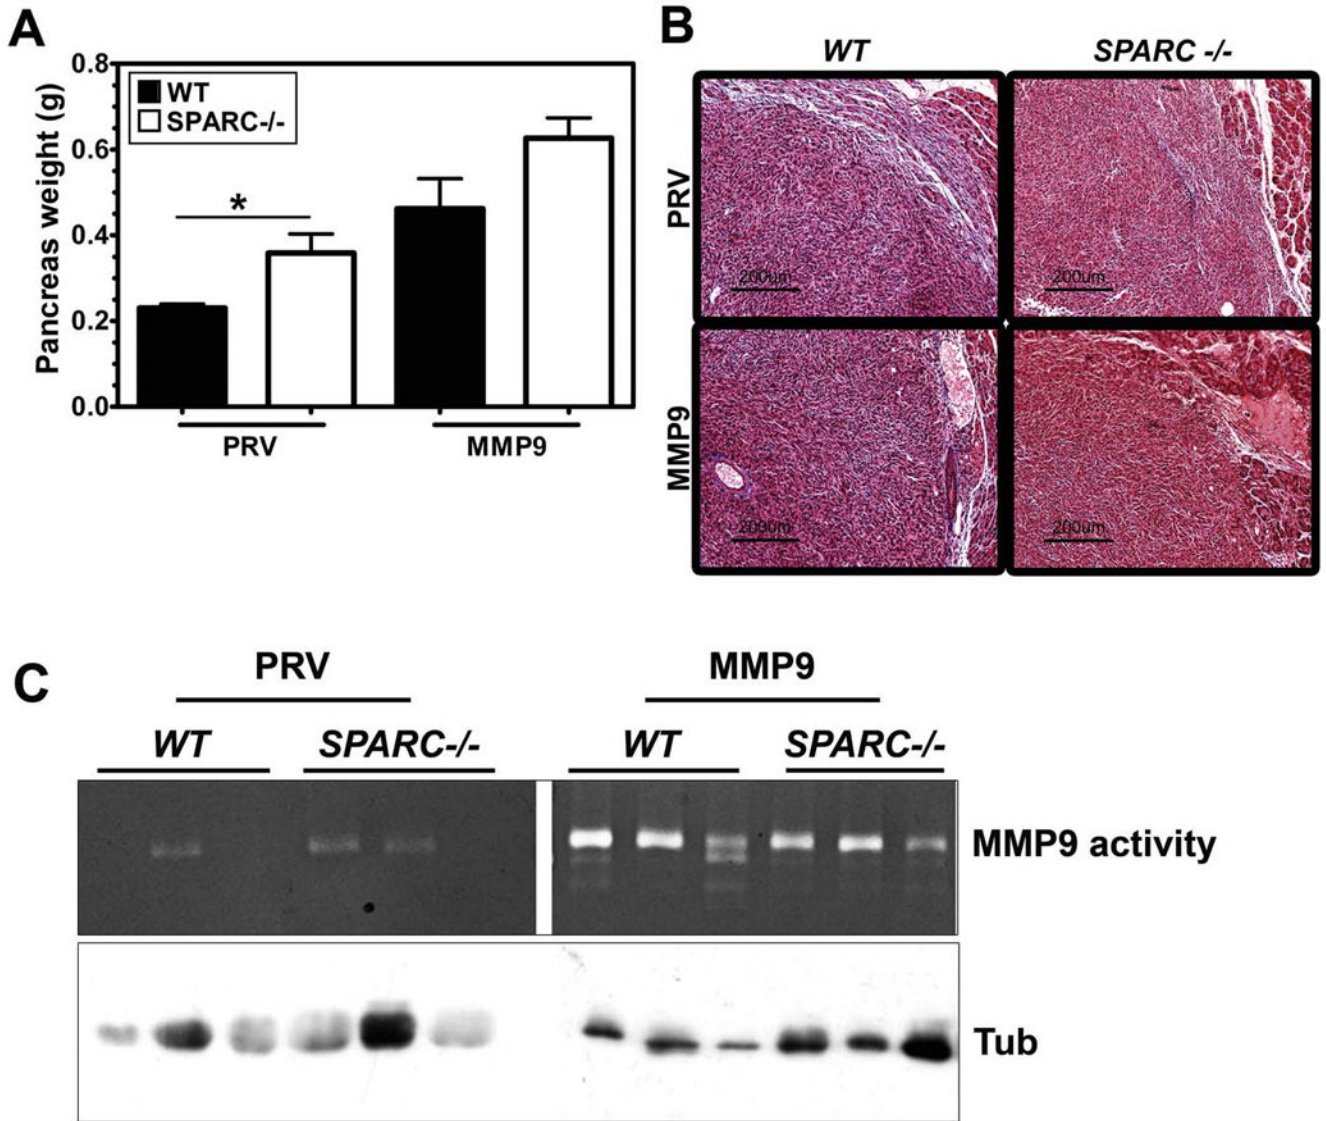 A
Pancreas weight (g)
0.8
0.6
0.4
0.2
0.0
WT
SPARC-/-
*
PRV
MMP9
B
WT
SPARC -/-
PRV
MMP9
200um
200um
200um
200um
C
PRV
MMP9
WT
SPARC-/-
WT
SPARC-/-
MMP9 activity
Tub